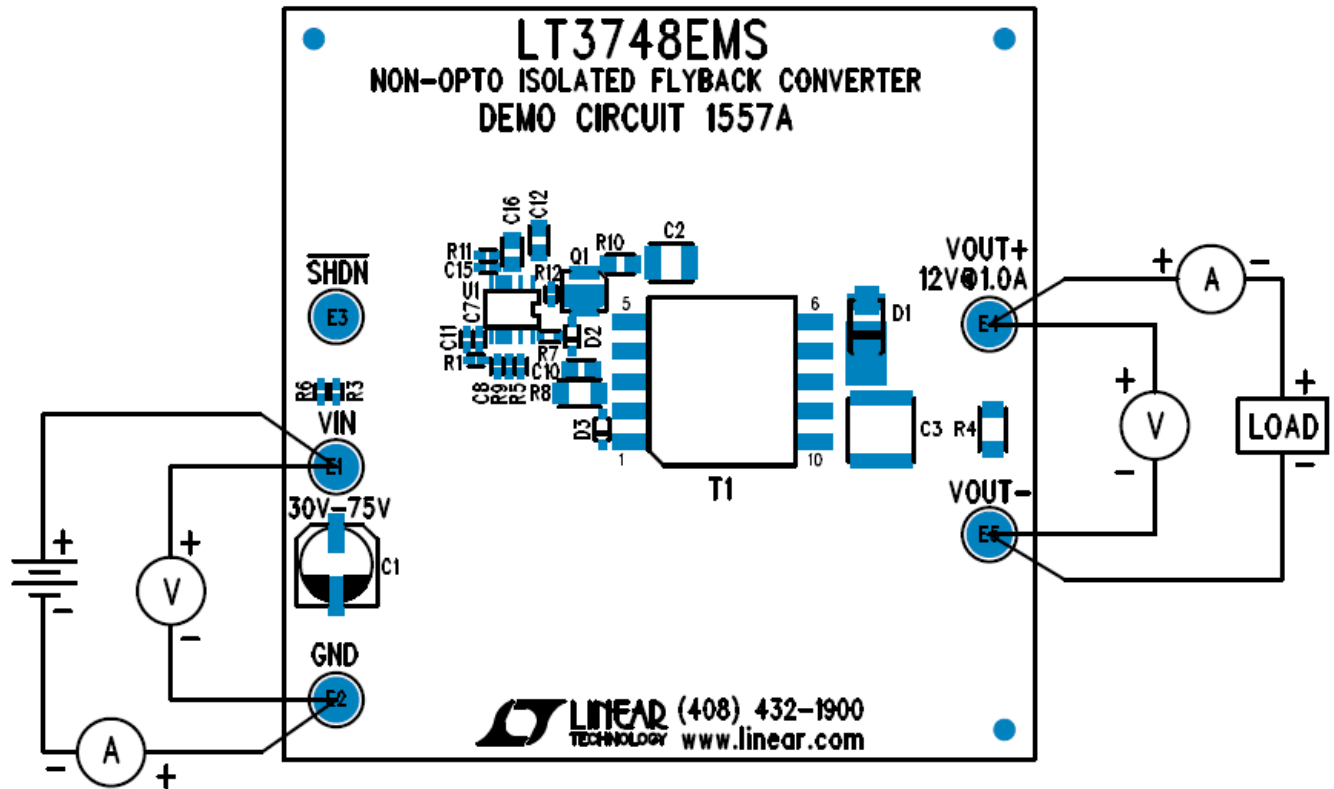 LT3748EMS
NON-OPTO ISOLATED FLYBACK CONVERTER
DEMO CIRCUIT 1557A
C16
C12
R11
C15
R12
Q1
R10
C2
U1
C7
C11
R1
C8
R9
R5
R7
D2
C10
R8
D3
5
6
1
10
T1
D1
C3
R4
SHDN
E3
R6
R3
VIN
E1
30V-75V
C1
GND
E2
VOUT+
12V@1.0A
E4
VOUT-
E5
+
-
+
V
-
-
A
+
+
A
-
+
V
-
+
LOAD
-
LINEAR
TECHNOLOGY
(408) 432-1900
www.linear.com